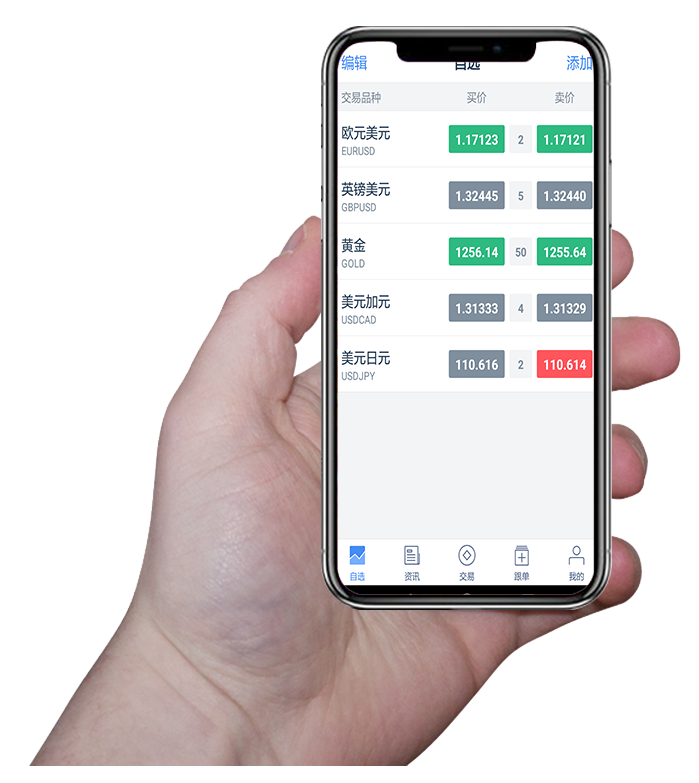 编辑 自选 添加
交易品种 买价 卖价
欧元美元
EURUSD
1.17123 2 1.17121
英镑美元
GBPUSD
1.32445 5 1.32440
黄金
GOLD
1256.14 50 1255.64
美元加元
USDCAD
1.31333 4 1.31329
美元日元
USDJPY
110.616 2 110.614
自选 资讯 交易 跟单 我的